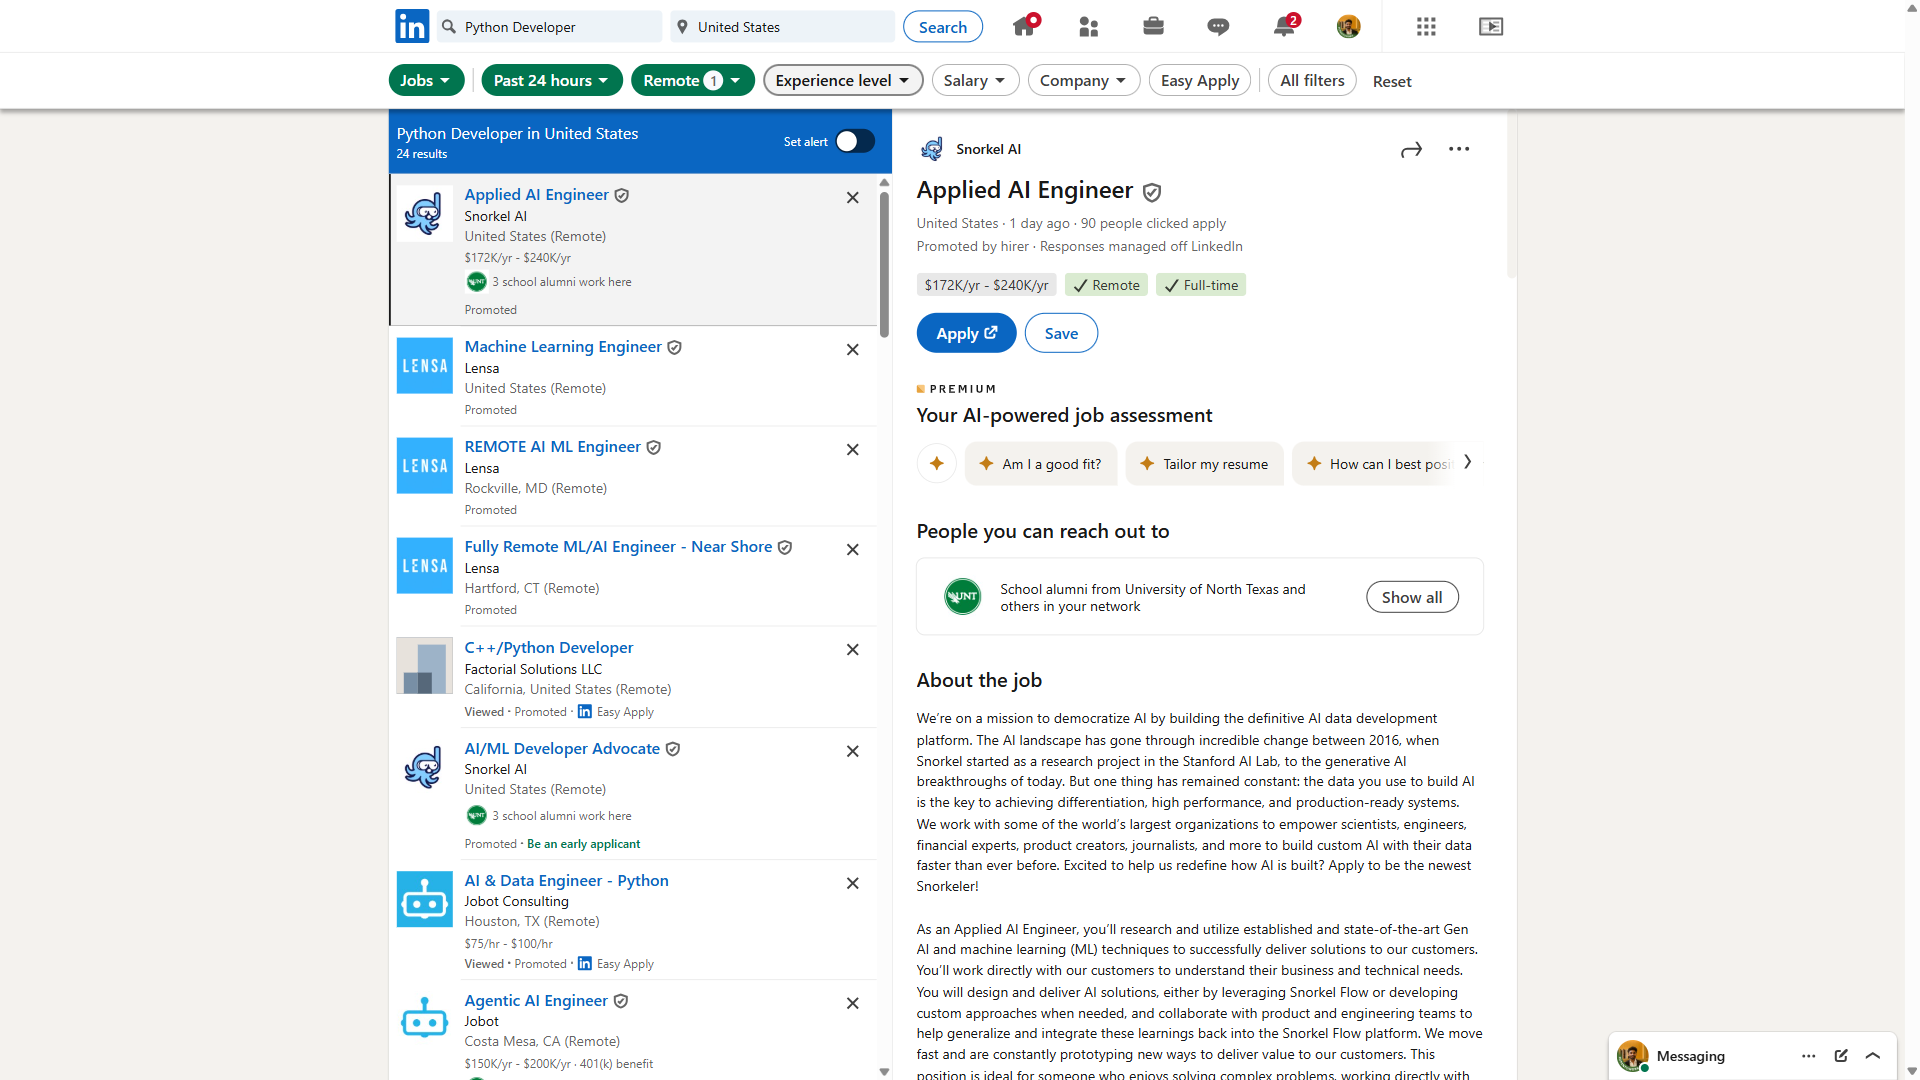 in
Python Developer
United States
Search
2
Jobs
Past 24 hours
Remote 1
Experience level
Salary
Company
Easy Apply
All filters
Reset
Python Developer in United States
24 results
Set alert
Applied AI Engineer
Snorkel AI
United States (Remote)
$172K/yr - $240K/yr
UNT 3 school alumni work here
Promoted
LENSA
Machine Learning Engineer
Lensa
United States (Remote)
Promoted
LENSA
REMOTE AI ML Engineer
Lensa
Rockville, MD (Remote)
Promoted
LENSA
Fully Remote ML/AI Engineer - Near Shore
Lensa
Hartford, CT (Remote)
Promoted
C++/Python Developer
Factorial Solutions LLC
California, United States (Remote)
Viewed · Promoted · in Easy Apply
AI/ML Developer Advocate
Snorkel AI
United States (Remote)
UNT 3 school alumni work here
Promoted · Be an early applicant
AI & Data Engineer - Python
Jobot Consulting
Houston, TX (Remote)
$75/hr - $100/hr
Viewed · Promoted · in Easy Apply
Agentic AI Engineer
Jobot
Costa Mesa, CA (Remote)
$150K/yr - $200K/yr · 401(k) benefit
Snorkel AI
Applied AI Engineer
United States · 1 day ago · 90 people clicked apply
Promoted by hirer · Responses managed off LinkedIn
$172K/yr - $240K/yr
Remote
Full-time
Apply
Save
PREMIUM
Your AI-powered job assessment
Am I a good fit?
Tailor my resume
How can I best posi
People you can reach out to
UNT
School alumni from University of North Texas and
others in your network
Show all
About the job
We're on a mission to democratize AI by building the definitive AI data development
platform. The AI landscape has gone through incredible change between 2016, when
Snorkel started as a research project in the Stanford AI Lab, to the generative AI
breakthroughs of today. But one thing has remained constant: the data you use to build AI
is the key to achieving differentiation, high performance, and production-ready systems.
We work with some of the world's largest organizations to empower scientists, engineers,
financial experts, product creators, journalists, and more to build custom AI with their data
faster than ever before. Excited to help us redefine how AI is built? Apply to be the newest
Snorkeler!
As an Applied AI Engineer, you'll research and utilize established and state-of-the-art Gen
AI and machine learning (ML) techniques to successfully deliver solutions to our customers.
You'll work directly with our customers to understand their business and technical needs.
You will design and deliver AI solutions, either by leveraging Snorkel Flow or developing
custom approaches when needed, and collaborate with product and engineering teams to
help generalize and integrate these learnings back into the Snorkel Flow platform. We move
fast and are constantly prototyping new ways to deliver value to our customers. This
position is ideal for someone who enjoys solving complex problems, working directly with
Messaging